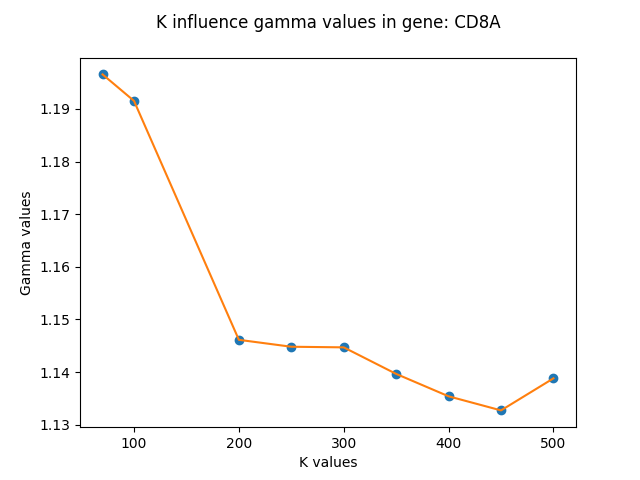 K influence gamma values in gene: CD8A
1.19
1.18
1.17
1.16
1.15
1.14
1.13
Gamma values
100 200 300 400 500
K values